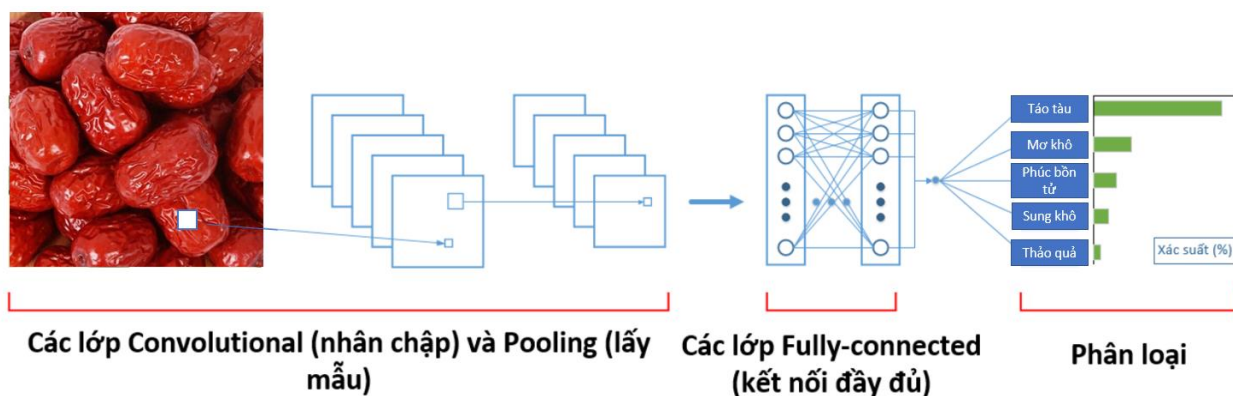 Táo tàu
Mơ khô
Phúc bồn
tử
Sung khô
Thảo quả
Xác suất (%)
Các lớp Convolutional (nhân chập) và Pooling (lấy
mẫu)
Các lớp Fully-connected
(kết nối đầy đủ)
Phân loại